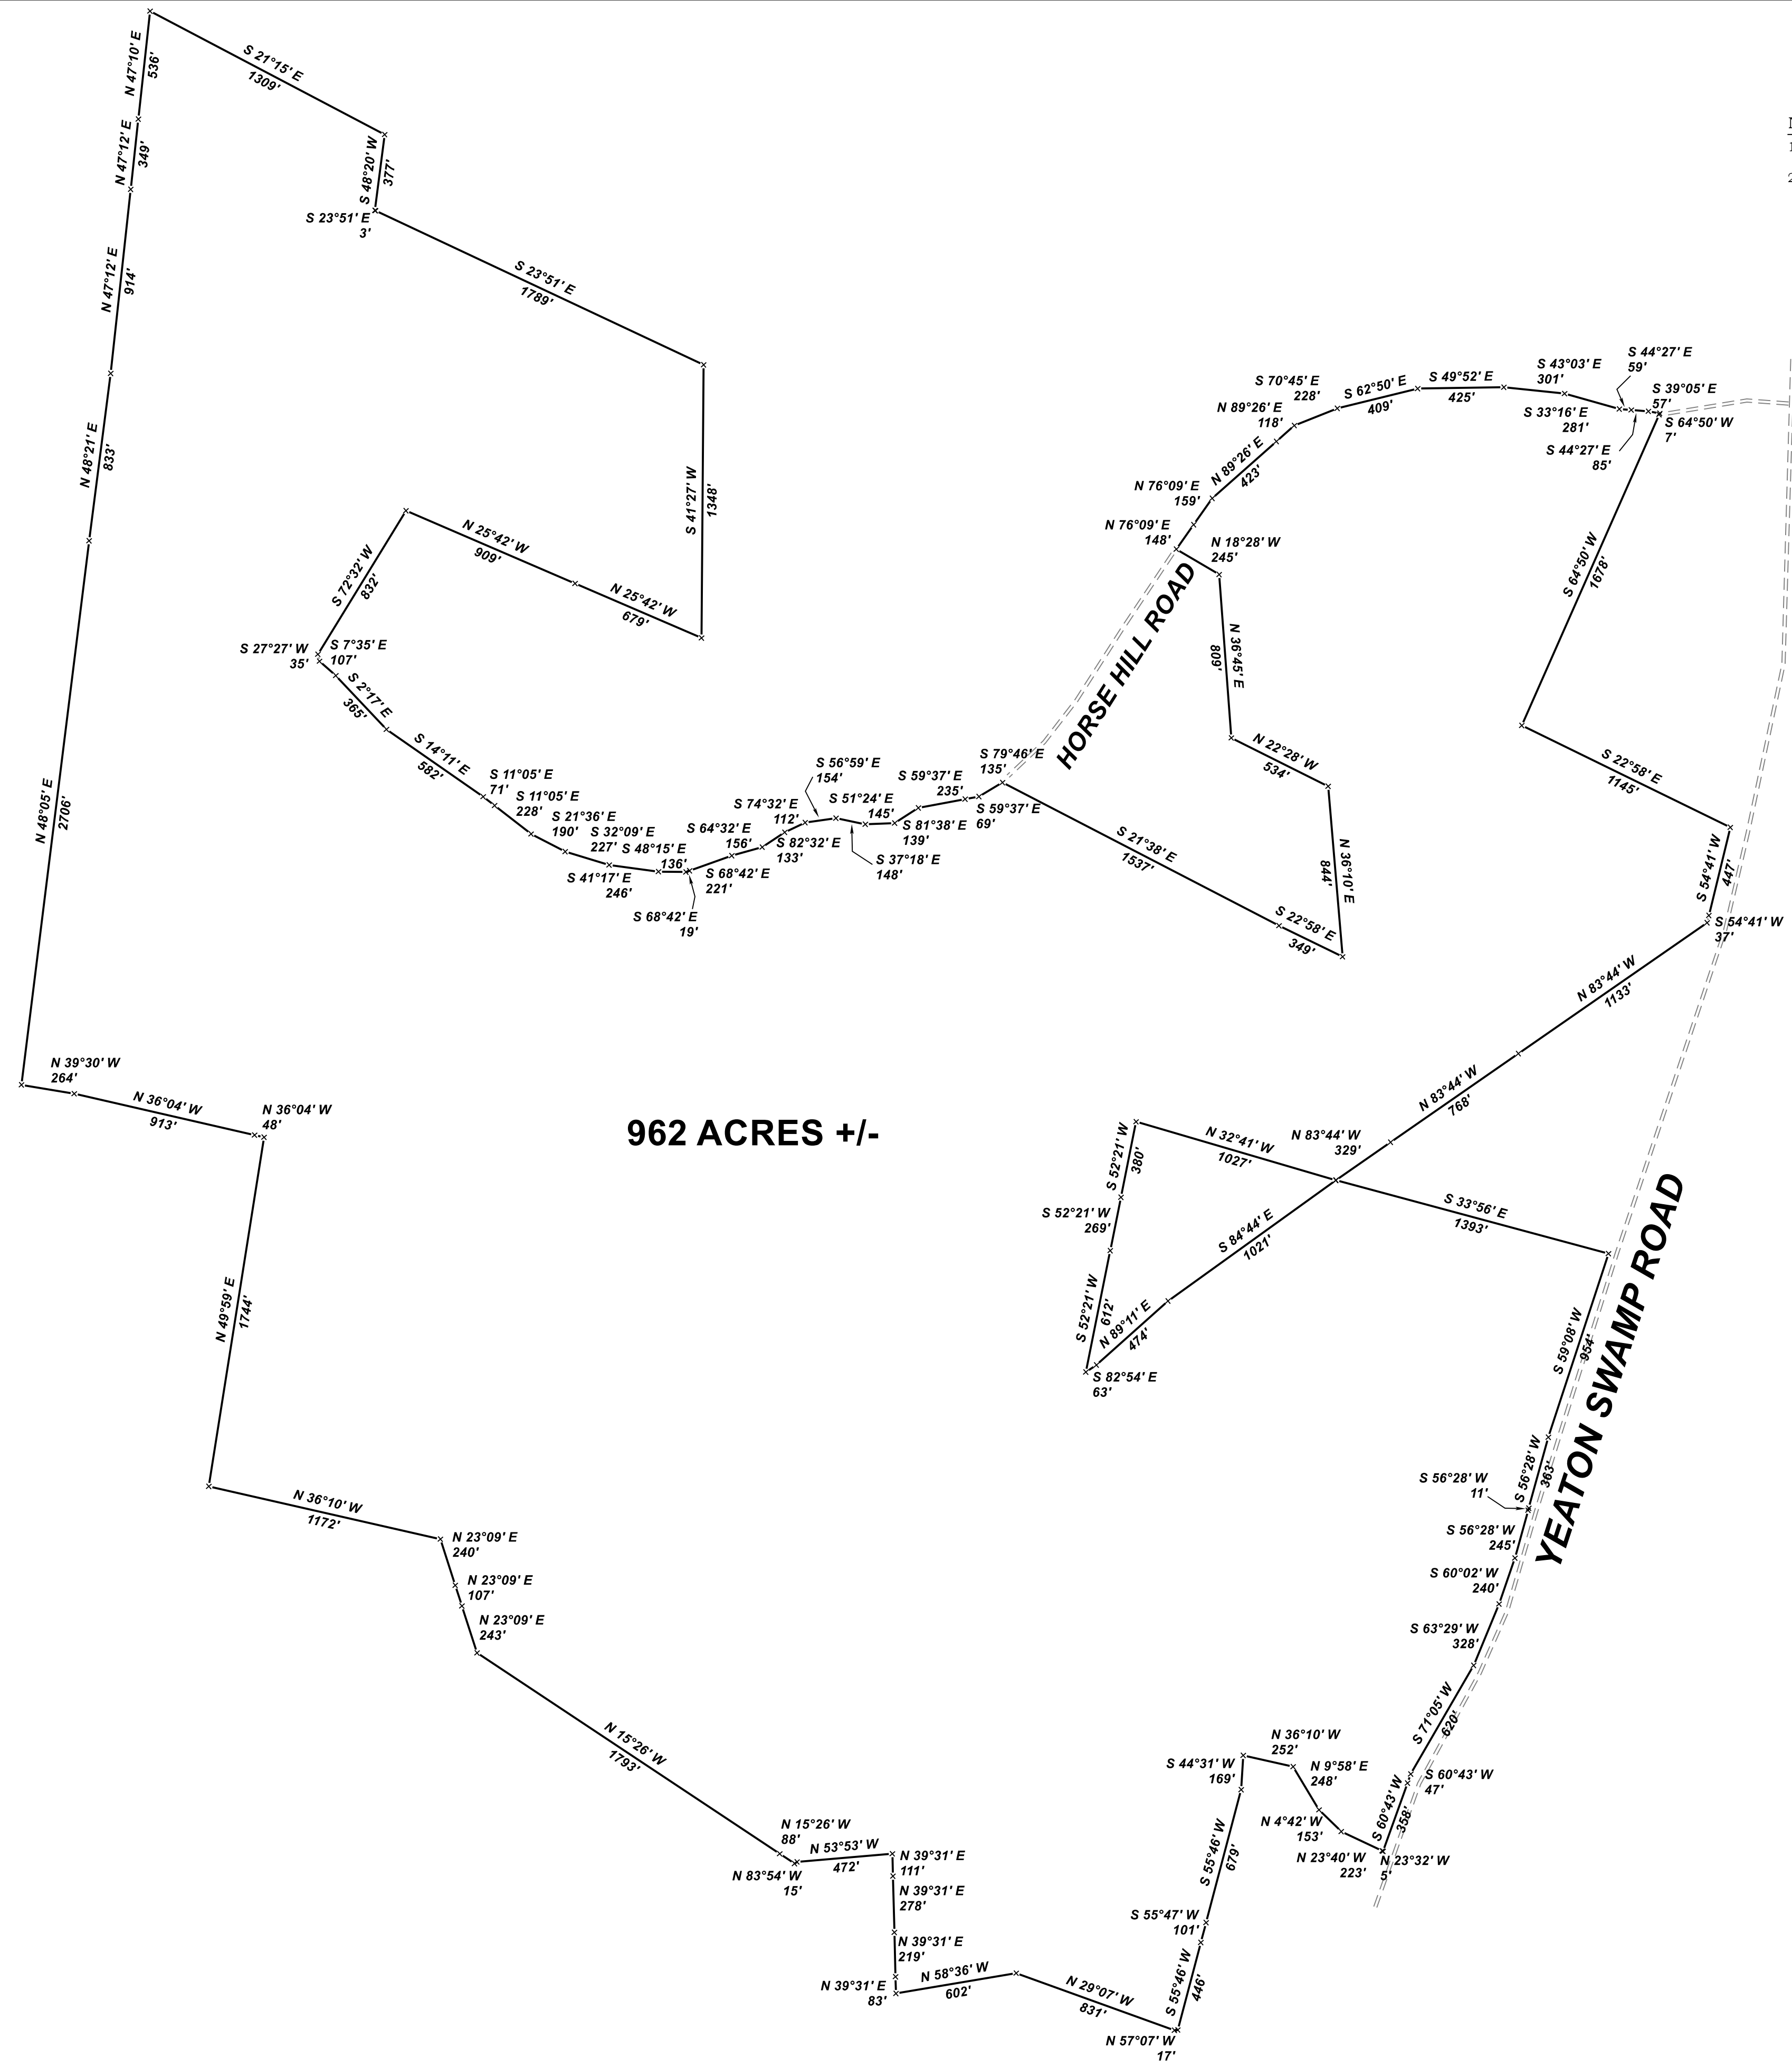 N 47°10' E
536'
S 21°15' E
1309'
N 47°12' E
349'
S 48°20' W
377'
S 23°51' E
3'
N 47°12' E
914'
S 23°51' E
1789'
N 48°21' E
833'
S 41°27' W
1348'
N 25°42' W
909'
N 25°42' W
679'
S 72°32' W
832'
S 27°27' W
35'
S 7°35' E
107'
S 2°17' E
365'
S 14°11' E
582'
S 11°05' E
71'
S 11°05' E
228'
S 21°36' E
190'
S 32°09' E
227'
S 41°17' E
246'
S 48°15' E
136'
S 68°42' E
19'
S 68°42' E
221'
S 64°32' E
156'
S 82°32' E
133'
S 74°32' E
112'
S 56°59' E
154'
S 37°18' E
148'
S 51°24' E
145'
S 81°38' E
139'
S 59°37' E
235'
S 59°37' E
69'
S 79°46' E
135'
HORSE HILL ROAD
N 76°09' E
148'
N 76°09' E
159'
N 89°26' E
423'
N 89°26' E
118'
S 70°45' E
228'
S 62°50' E
409'
S 49°52' E
425'
S 43°03' E
301'
S 33°16' E
281'
S 44°27' E
59'
S 44°27' E
85'
S 39°05' E
57'
S 64°50' W
7'
S 64°50' W
1678'
N 18°28' W
245'
N 36°45' E
809'
N 22°28' W
534'
N 36°10' E
844'
S 21°38' E
1537'
S 22°58' E
349'
S 22°58' E
1145'
S 54°41' W
447'
S 54°41' W
37'
N 83°44' W
1133'
N 83°44' W
768'
N 83°44' W
329'
N 48°05' E
2706'
N 39°30' W
264'
N 36°04' W
913'
N 36°04' W
48'
962 ACRES +/-
N 32°41' W
1027'
S 52°21' W
380'
S 52°21' W
269'
S 52°21' W
612'
S 84°44' E
1021'
N 89°11' E
474'
S 82°54' E
63'
S 33°56' E
1393'
YEATON SWAMP ROAD
N 49°59' E
1744'
S 59°08' W
954'
S 56°28' W
363'
S 56°28' W
11'
S 56°28' W
245'
S 60°02' W
240'
S 63°29' W
328'
S 71°05' W
620'
S 60°43' W
47'
S 60°43' W
358'
N 23°32' W
5'
N 23°40' W
223'
N 4°42' W
153'
N 9°58' E
248'
N 36°10' W
252'
S 44°31' W
169'
S 55°46' W
679'
S 55°47' W
101'
S 55°46' W
446'
N 57°07' W
17'
N 29°07' W
831'
N 58°36' W
602'
N 39°31' E
83'
N 39°31' E
219'
N 39°31' E
278'
N 39°31' E
111'
N 53°53' W
472'
N 83°54' W
15'
N 15°26' W
88'
N 15°26' W
1793'
N 23°09' E
243'
N 23°09' E
107'
N 23°09' E
240'
N 36°10' W
1172'